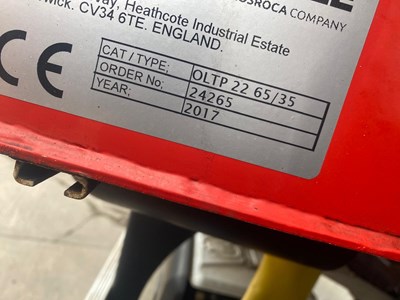 COMPANY
way, Heathcote Industrial Estate
wick. CV34 6TE. ENGLAND.
CE
CAT / TYPE: OLTP 22 65/35
ORDER No: 24265
YEAR: 2017